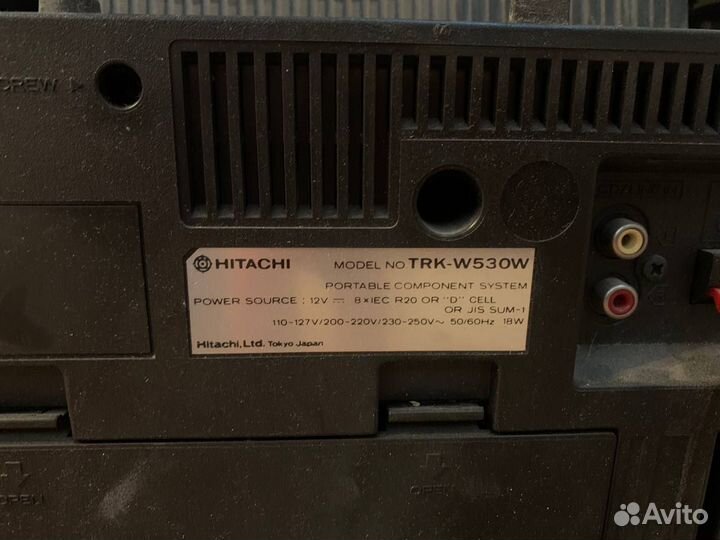 CREW ▷
HITACHI MODEL NO TRK-W530W
PORTABLE COMPONENT SYSTEM
POWER SOURCE : 12V ⎓ 8×IEC R20 OR "D" CELL
OR JIS SUM-1
110-127V/200-220V/230-250V~ 50/60Hz 18W
Hitachi, Ltd. Tokyo Japan
OPEN
OPEN
Avito